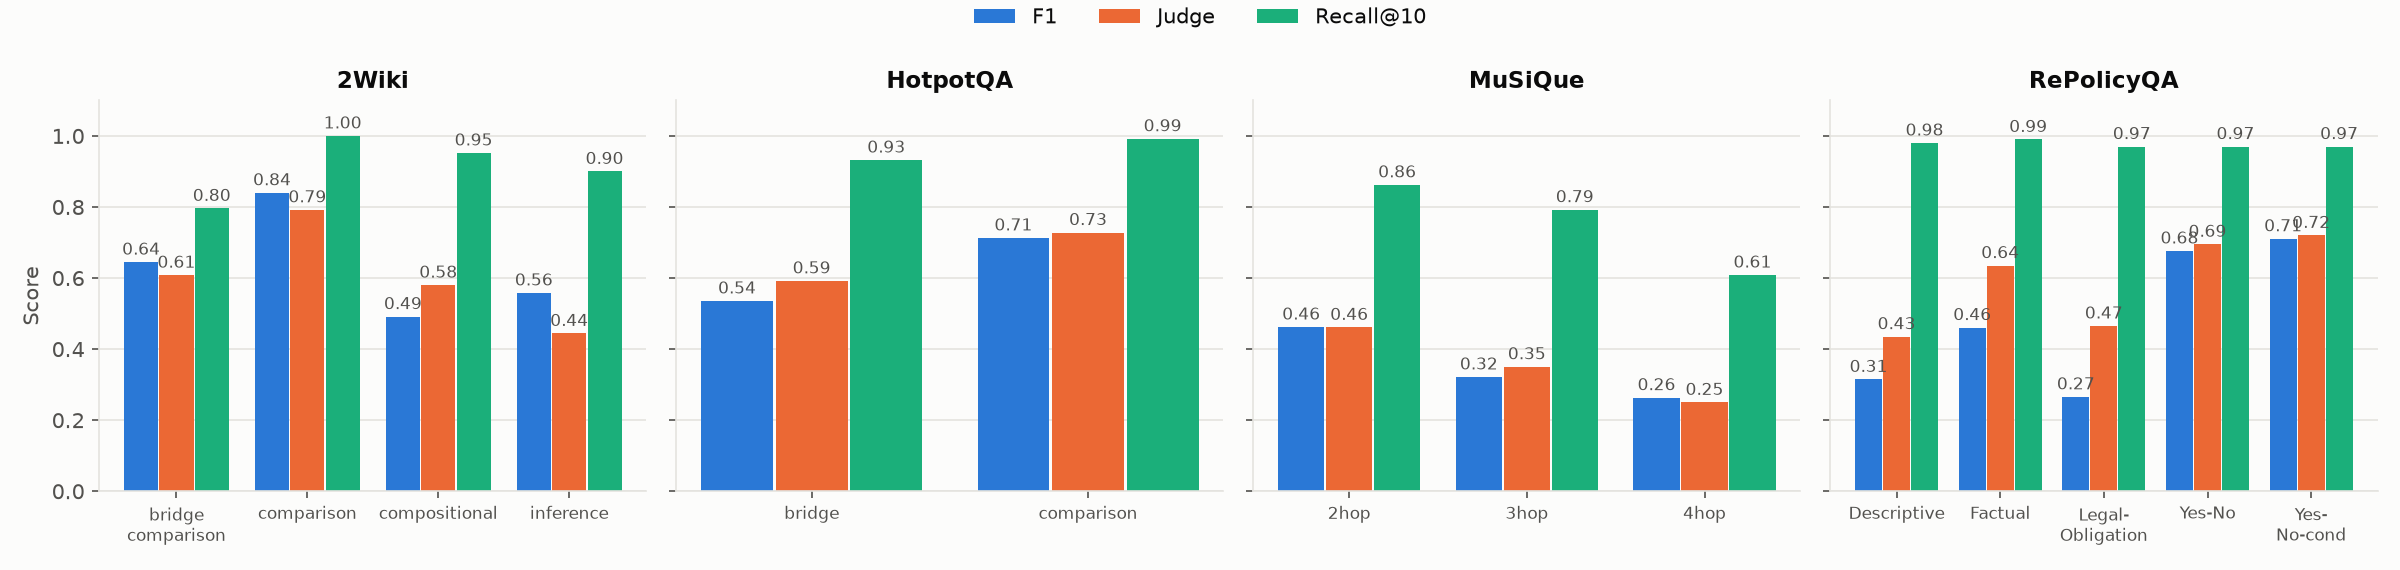 F1 Judge Recall@10
2Wiki
Score
1.0
0.8
0.6
0.4
0.2
0.0
0.64 0.61 0.80
0.84 0.79 1.00
0.49 0.58 0.95
0.56 0.44 0.90
bridge
comparison
comparison
compositional
inference
HotpotQA
0.54 0.59 0.93
0.71 0.73 0.99
bridge
comparison
MuSiQue
0.46 0.46 0.86
0.32 0.35 0.79
0.26 0.25 0.61
2hop
3hop
4hop
RePolicyQA
0.31 0.43 0.98
0.46 0.64 0.99
0.27 0.47 0.97
0.68 0.69 0.97
0.71 0.72 0.97
Descriptive
Factual
Legal-
Obligation
Yes-No
Yes-
No-cond